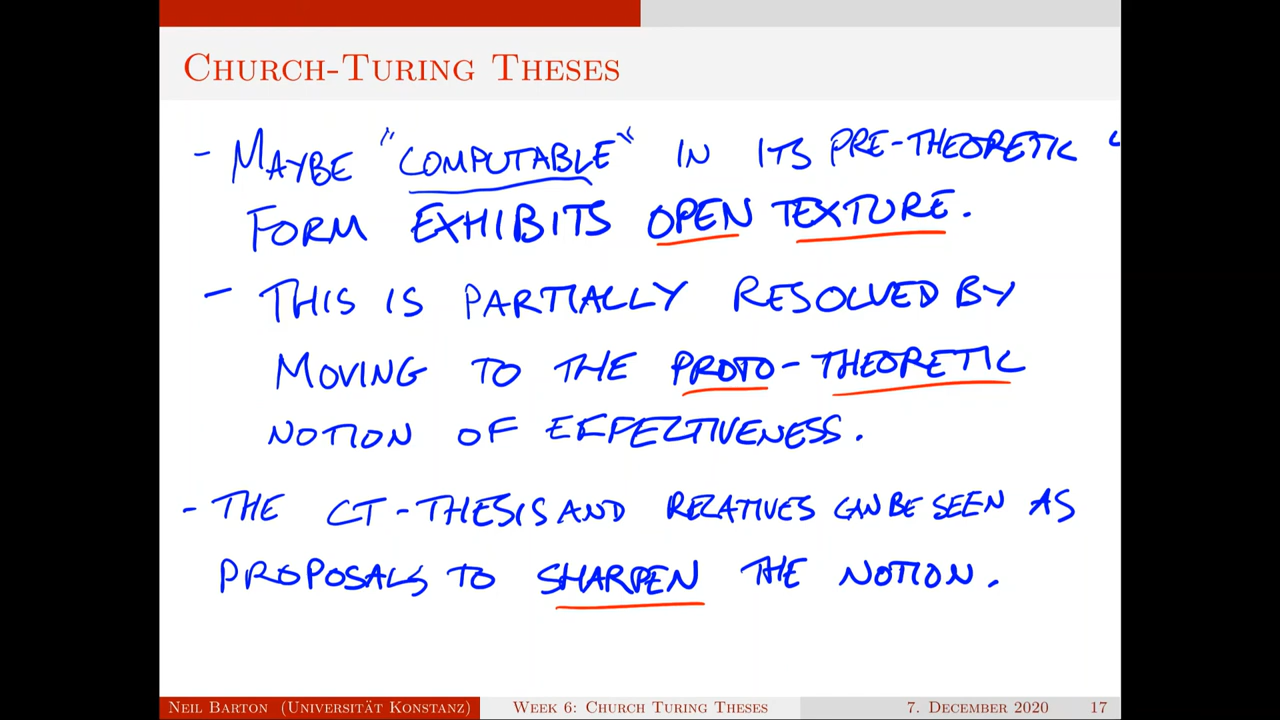 CHURCH-TURING THESES
- MAYBE "COMPUTABLE" IN ITS PRE-THEORETIC
FORM EXHIBITS OPEN TEXTURE.
- THIS IS PARTIALLY RESOLVED BY
MOVING TO THE PROTO-THEORETIC
NOTION OF EFFECTIVENESS.
- THE CT-THESIS AND RELATIVES CAN BE SEEN AS
PROPOSALS TO SHARPEN THE NOTION.
NEIL BARTON (UNIVERSITÄT KONSTANZ) WEEK 6: CHURCH TURING THESES 7. DECEMBER 2020 17